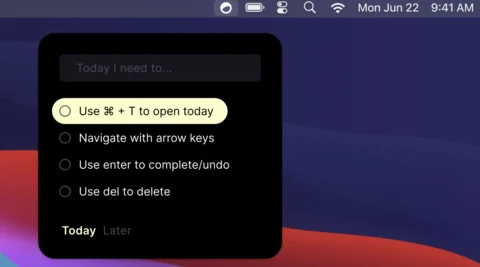 Mon Jun 22 9:41 AM
Today I need to...
Use ⌘ + T to open today
Navigate with arrow keys
Use enter to complete/undo
Use del to delete
Today Later